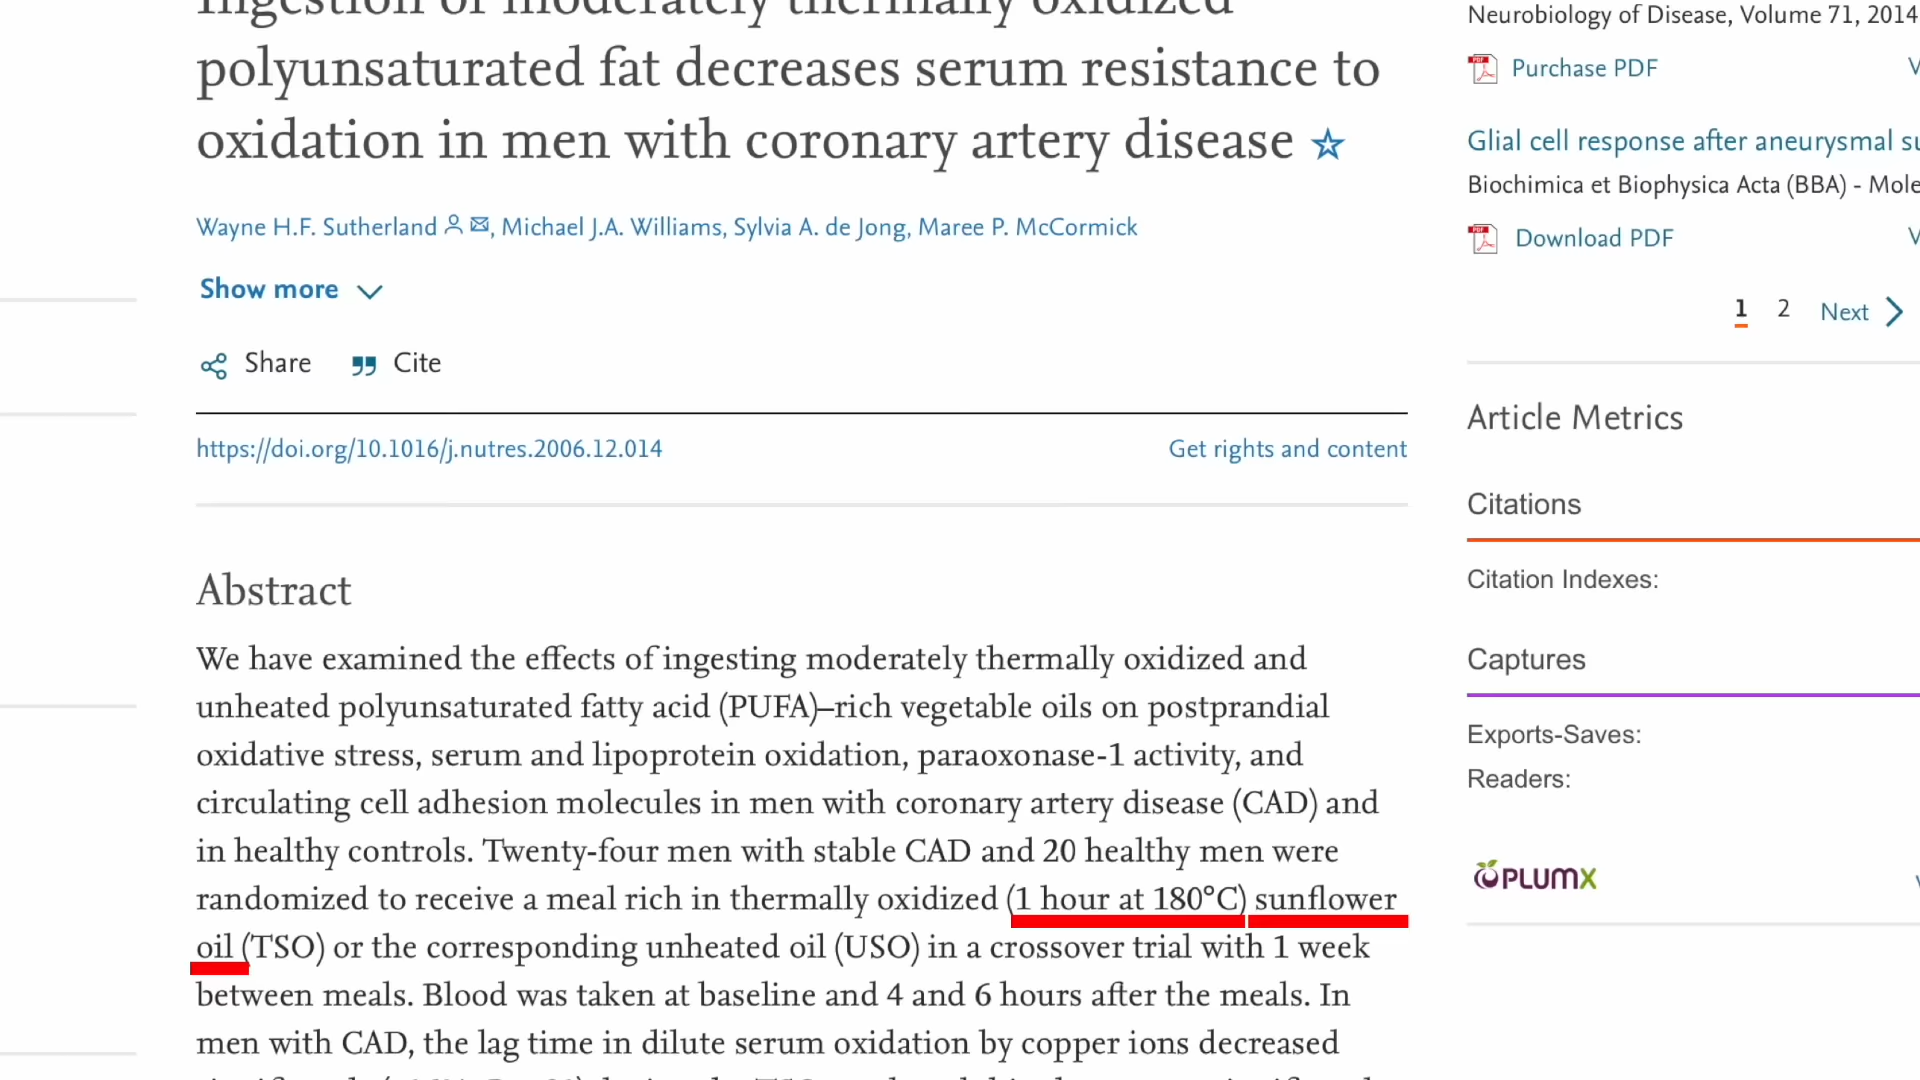 Ingestion of moderately thermally oxidized
polyunsaturated fat decreases serum resistance to
oxidation in men with coronary artery disease
Wayne H.F. Sutherland, Michael J.A. Williams, Sylvia A. de Jong, Maree P. McCormick
Show more
Share Cite
https://doi.org/10.1016/j.nutres.2006.12.014 Get rights and content
Abstract
We have examined the effects of ingesting moderately thermally oxidized and
unheated polyunsaturated fatty acid (PUFA)–rich vegetable oils on postprandial
oxidative stress, serum and lipoprotein oxidation, paraoxonase-1 activity, and
circulating cell adhesion molecules in men with coronary artery disease (CAD) and
in healthy controls. Twenty-four men with stable CAD and 20 healthy men were
randomized to receive a meal rich in thermally oxidized (1 hour at 180°C) sunflower
oil (TSO) or the corresponding unheated oil (USO) in a crossover trial with 1 week
between meals. Blood was taken at baseline and 4 and 6 hours after the meals. In
men with CAD, the lag time in dilute serum oxidation by copper ions decreased
Neurobiology of Disease, Volume 71, 2014
Purchase PDF
Glial cell response after aneurysmal
Biochimica et Biophysica Acta (BBA) -
Download PDF
1 2 Next
Article Metrics
Citations
Citation Indexes:
Captures
Exports-Saves:
Readers:
PLUMX